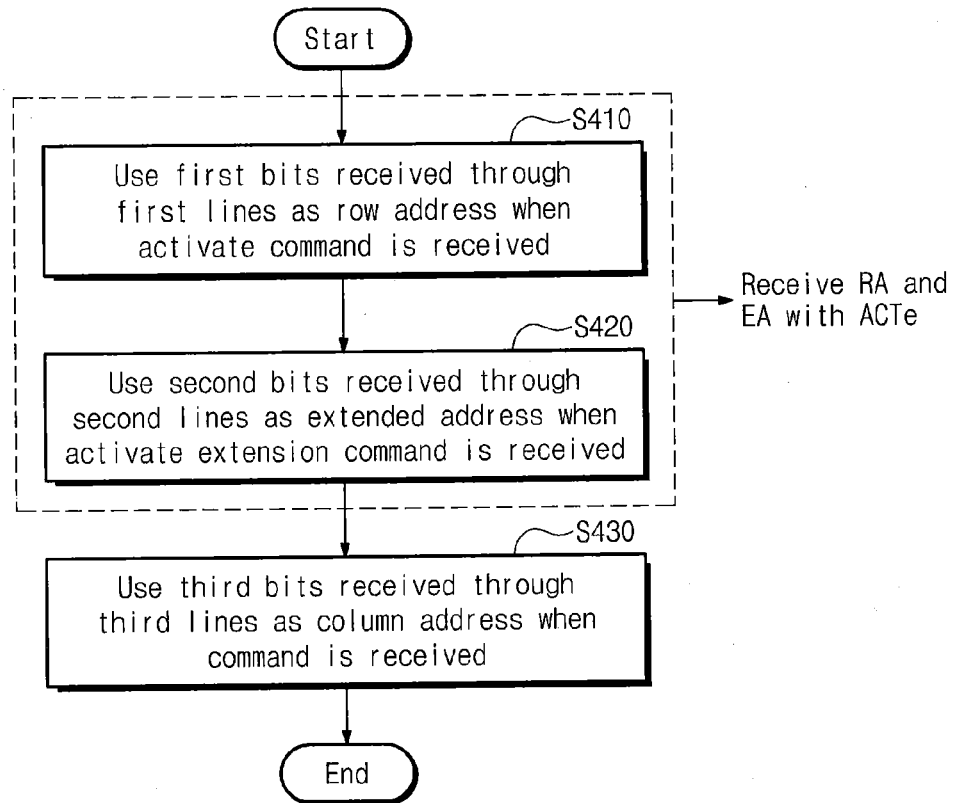 Start
S410
Use first bits received through
first lines as row address when
activate command is received
Receive RA and
EA with ACTe
S420
Use second bits received through
second lines as extended address when
activate extension command is received
S430
Use third bits received through
third lines as column address when
command is received
End